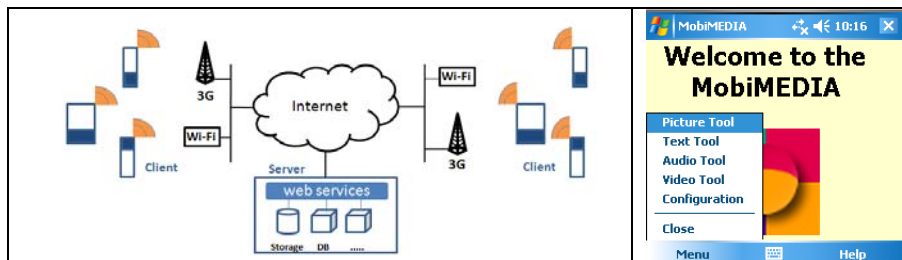 3G
Wi-Fi
Client
Internet
Wi-Fi
3G
Client
Server
web services
Storage DB .....
MobiMEDIA 10:16
Welcome to the
MobiMEDIA
Picture Tool
Text Tool
Audio Tool
Video Tool
Configuration
Close
Menu Help